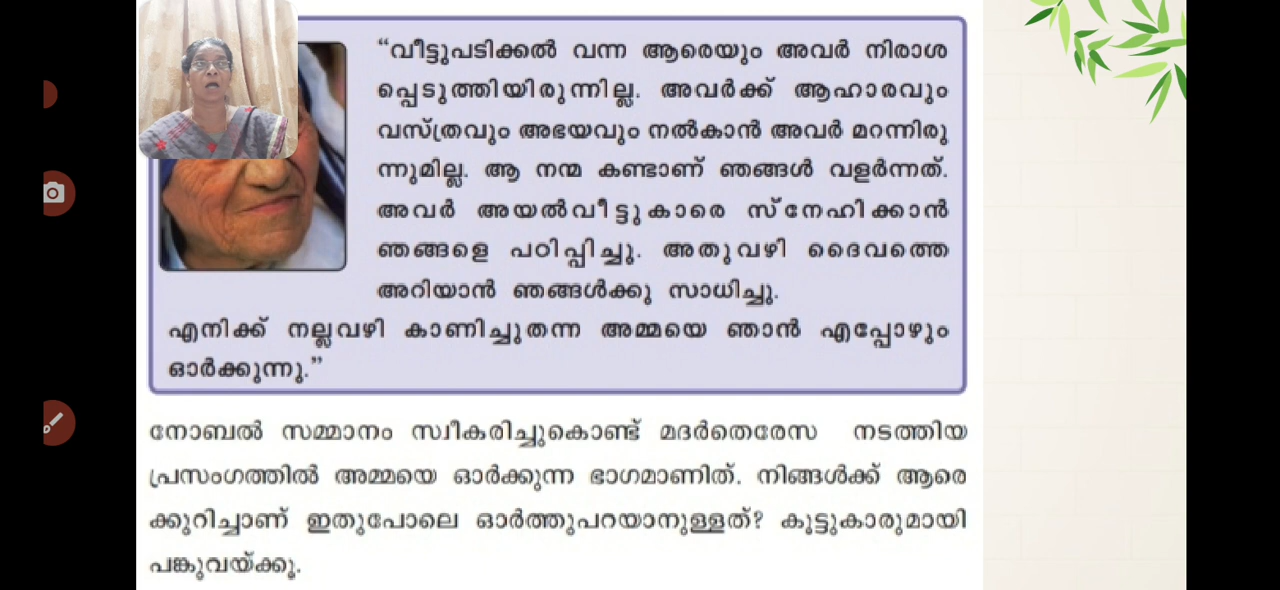 “വീട്ടുപടിക്കൽ വന്ന ആരെയും അവർ നിരാശ
പ്പെടുത്തിയിരുന്നില്ല. അവർക്ക് ആഹാരവും
വസ്ത്രവും അഭയവും നൽകാൻ അവർ മറന്നിരു
ന്നുമില്ല. ആ നന്മ കണ്ടാണ് ഞങ്ങൾ വളർന്നത്.
അവർ അയൽവീട്ടുകാരെ സ്നേഹിക്കാൻ
ഞങ്ങളെ പഠിപ്പിച്ചു. അതുവഴി ദൈവത്തെ
അറിയാൻ ഞങ്ങൾക്കു സാധിച്ചു.
എനിക്ക് നല്ലവഴി കാണിച്ചുതന്ന അമ്മയെ ഞാൻ എപ്പോഴും
ഓർക്കുന്നു.”
നോബൽ സമ്മാനം സ്വീകരിച്ചുകൊണ്ട് മദർതെരേസ നടത്തിയ
പ്രസംഗത്തിൽ അമ്മയെ ഓർക്കുന്ന ഭാഗമാണിത്. നിങ്ങൾക്ക് ആരെ
ക്കുറിച്ചാണ് ഇതുപോലെ ഓർത്തുപറയാനുള്ളത്? കൂട്ടുകാരുമായി
പങ്കുവയ്ക്കൂ.